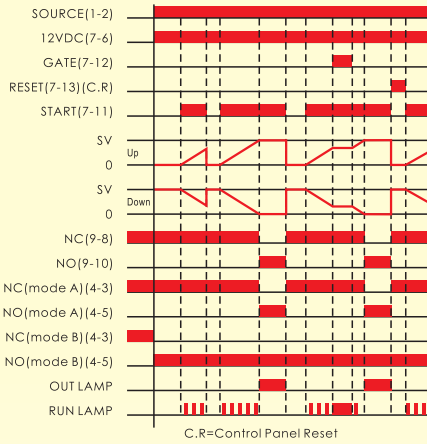 SOURCE(1-2)
12VDC(7-6)
GATE(7-12)
RESET(7-13)(C.R)
START(7-11)
SV
Up
0
SV
Down
0
NC(9-8)
NO(9-10)
NC(mode A)(4-3)
NO(mode A)(4-5)
NC(mode B)(4-3)
NO(mode B)(4-5)
OUT LAMP
RUN LAMP
C.R=Control Panel Reset